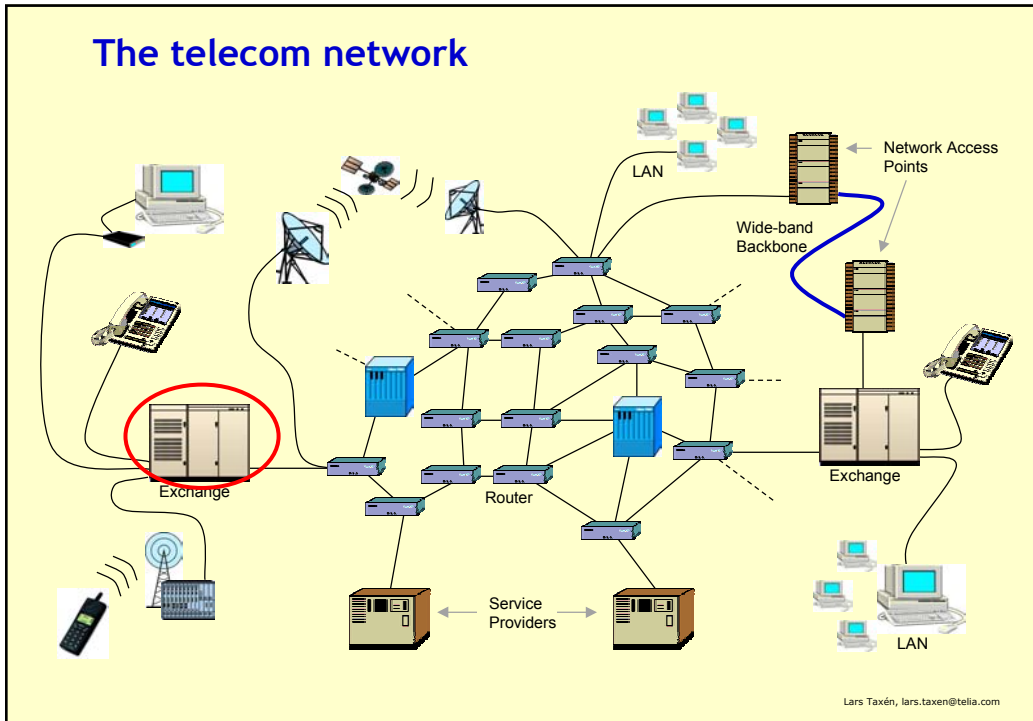 The telecom network
LAN
Network Access
Points
Wide-band
Backbone
Exchange
Router
Exchange
Service
Providers
LAN
Lars Taxén, lars.taxen@telia.com